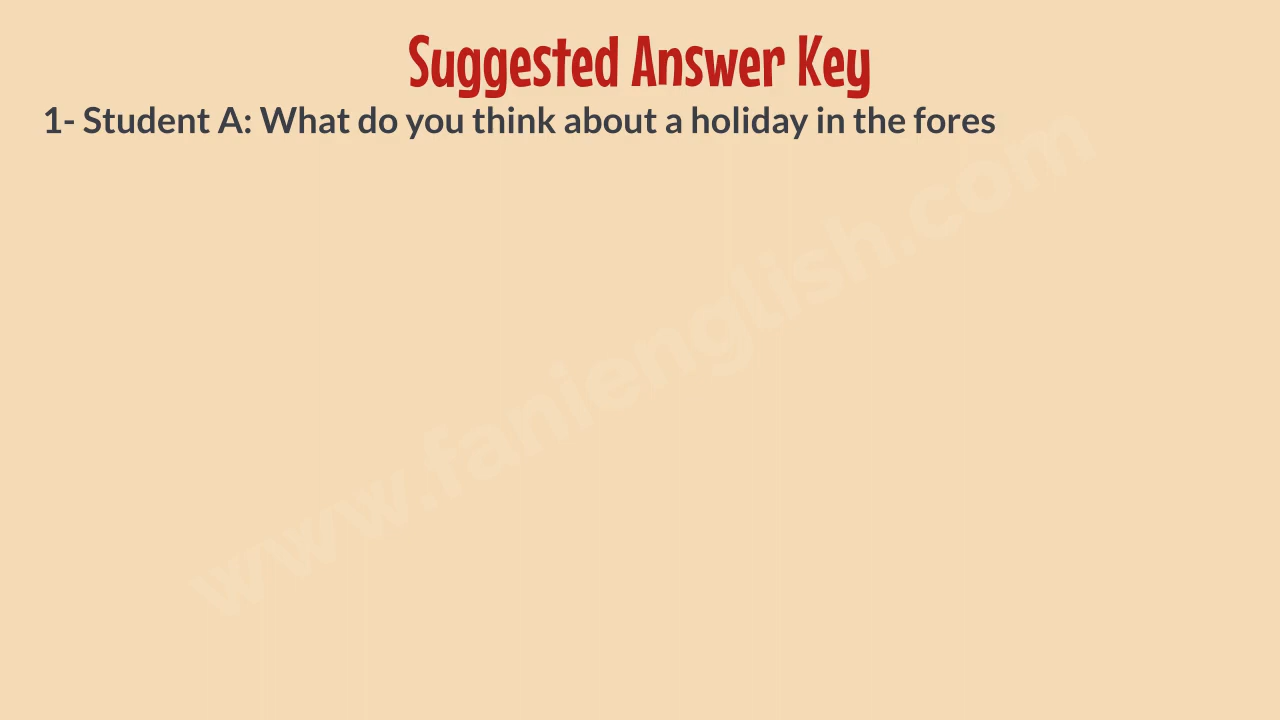 Suggested Answer Key
1- Student A: What do you think about a holiday in the fores
www.fanienglish.com